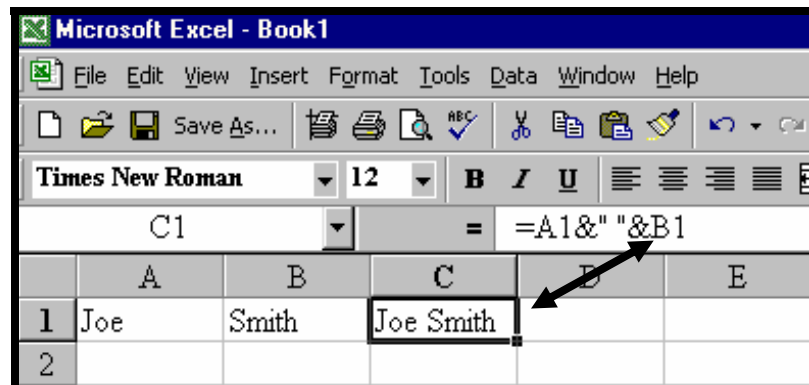 Microsoft Excel - Book1
File Edit View Insert Format Tools Data Window Help
Save As... ABC
Times New Roman 12 B I U
C1 = =A1&" "&B1
A B C D E
1 Joe Smith Joe Smith
2